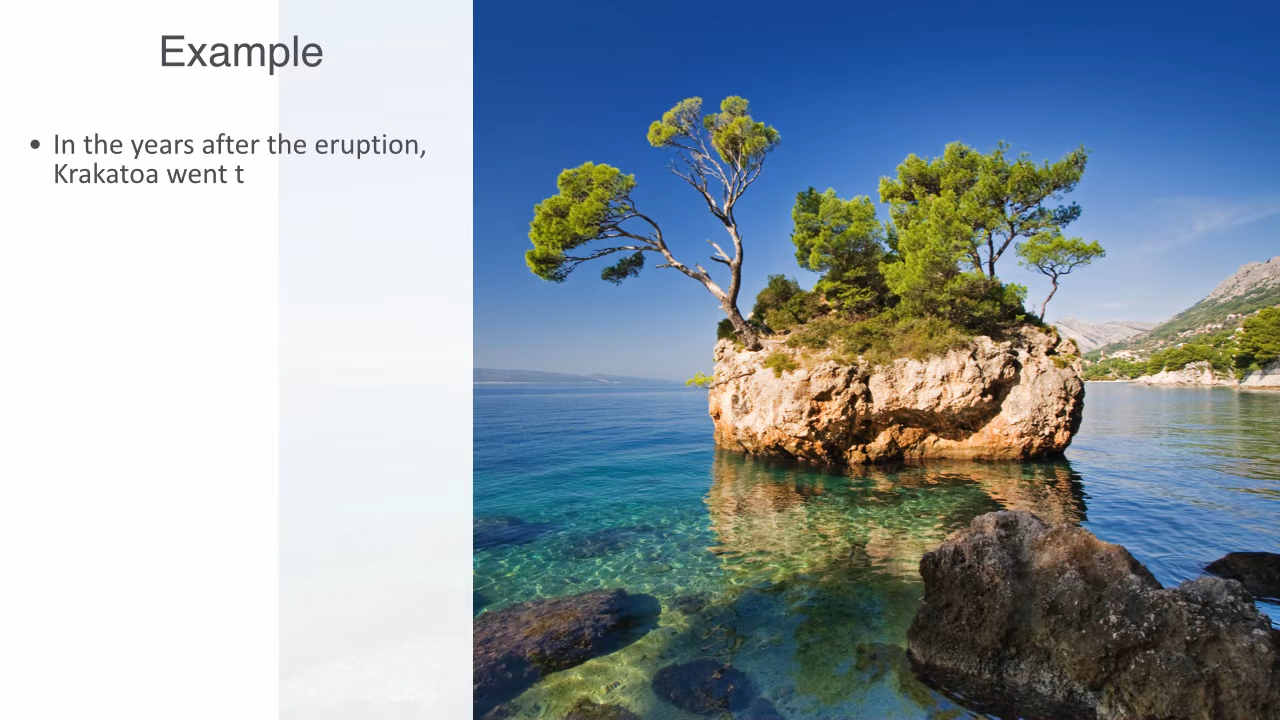 Example
• In the years after the eruption,
Krakatoa went t